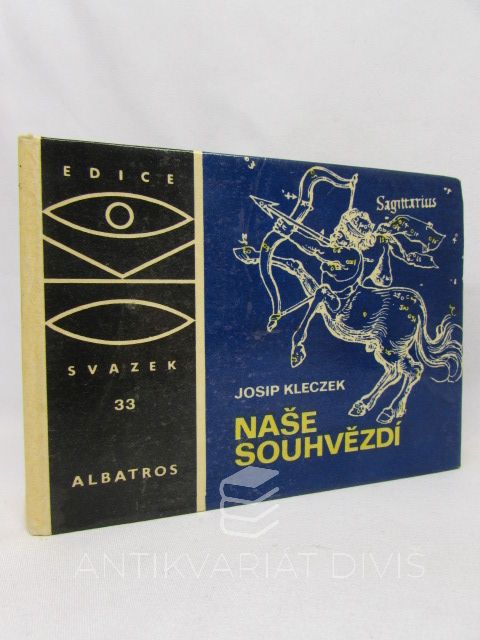 EDICE
SVAZEK
33
ALBATROS
Sagittarius
JOSIP KLECZEK
NAŠE
SOUHVĚZDÍ
ANTIKVARIÁT DIVIŠ